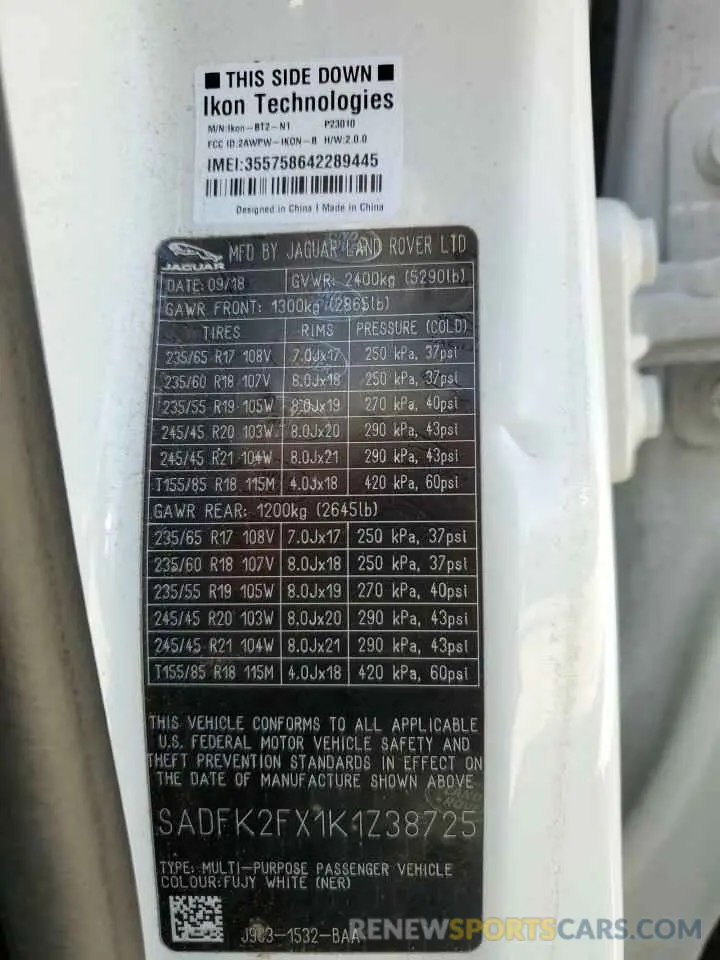 ■ THIS SIDE DOWN ■
Ikon Technologies
M/N:Ikon-BT2-N1 P23010
FCC ID:2AWPW-IKON-B H/W:2.0.0
IMEI:355758642289445
Designed in China | Made in China
JAGUAR MFD BY JAGUAR LAND ROVER LTD
DATE: 09/18 GVWR: 2400kg (5290lb)
GAWR FRONT: 1300kg (2865lb)
TIRES RIMS PRESSURE (COLD)
235/65 R17 108V 7.0Jx17 250 kPa, 37psi
235/60 R18 107V 8.0Jx18 250 kPa, 37psi
235/55 R19 105W 8.0Jx19 270 kPa, 40psi
245/45 R20 103W 8.0Jx20 290 kPa, 43psi
245/45 R21 104W 8.0Jx21 290 kPa, 43psi
T155/85 R18 115M 4.0Jx18 420 kPa, 60psi
GAWR REAR: 1200kg (2645lb)
235/65 R17 108V 7.0Jx17 250 kPa, 37psi
235/60 R18 107V 8.0Jx18 250 kPa, 37psi
235/55 R19 105W 8.0Jx19 270 kPa, 40psi
245/45 R20 103W 8.0Jx20 290 kPa, 43psi
245/45 R21 104W 8.0Jx21 290 kPa, 43psi
T155/85 R18 115M 4.0Jx18 420 kPa, 60psi
THIS VEHICLE CONFORMS TO ALL APPLICABLE
U.S. FEDERAL MOTOR VEHICLE SAFETY AND
THEFT PREVENTION STANDARDS IN EFFECT ON
THE DATE OF MANUFACTURE SHOWN ABOVE
SADFK2FX1K1Z38725
TYPE: MULTI-PURPOSE PASSENGER VEHICLE
COLOUR:FUJY WHITE (NER)
J9C3-1532-BAA
RENEWSPORTSCARS.COM